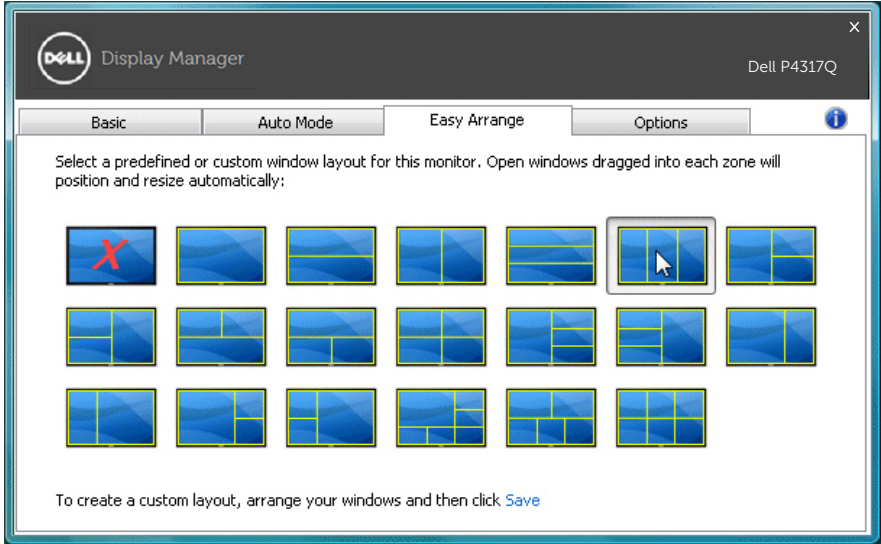 X
DELL
Display Manager
Dell P4317Q
Basic
Auto Mode
Easy Arrange
Options
i
Select a predefined or custom window layout for this monitor. Open windows dragged into each zone will
position and resize automatically:
X
To create a custom layout, arrange your windows and then click Save